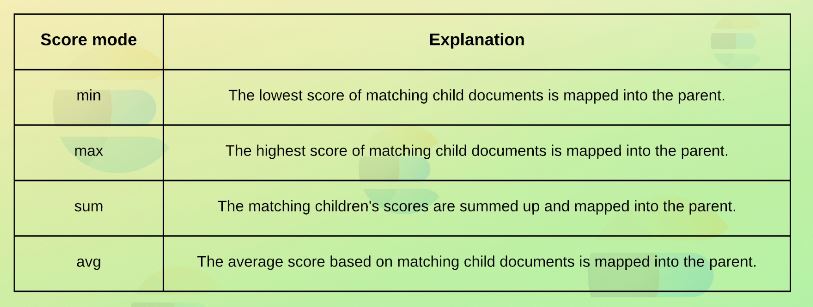 Score mode Explanation
min The lowest score of matching child documents is mapped into the parent.
max The highest score of matching child documents is mapped into the parent.
sum The matching children's scores are summed up and mapped into the parent.
avg The average score based on matching child documents is mapped into the parent.